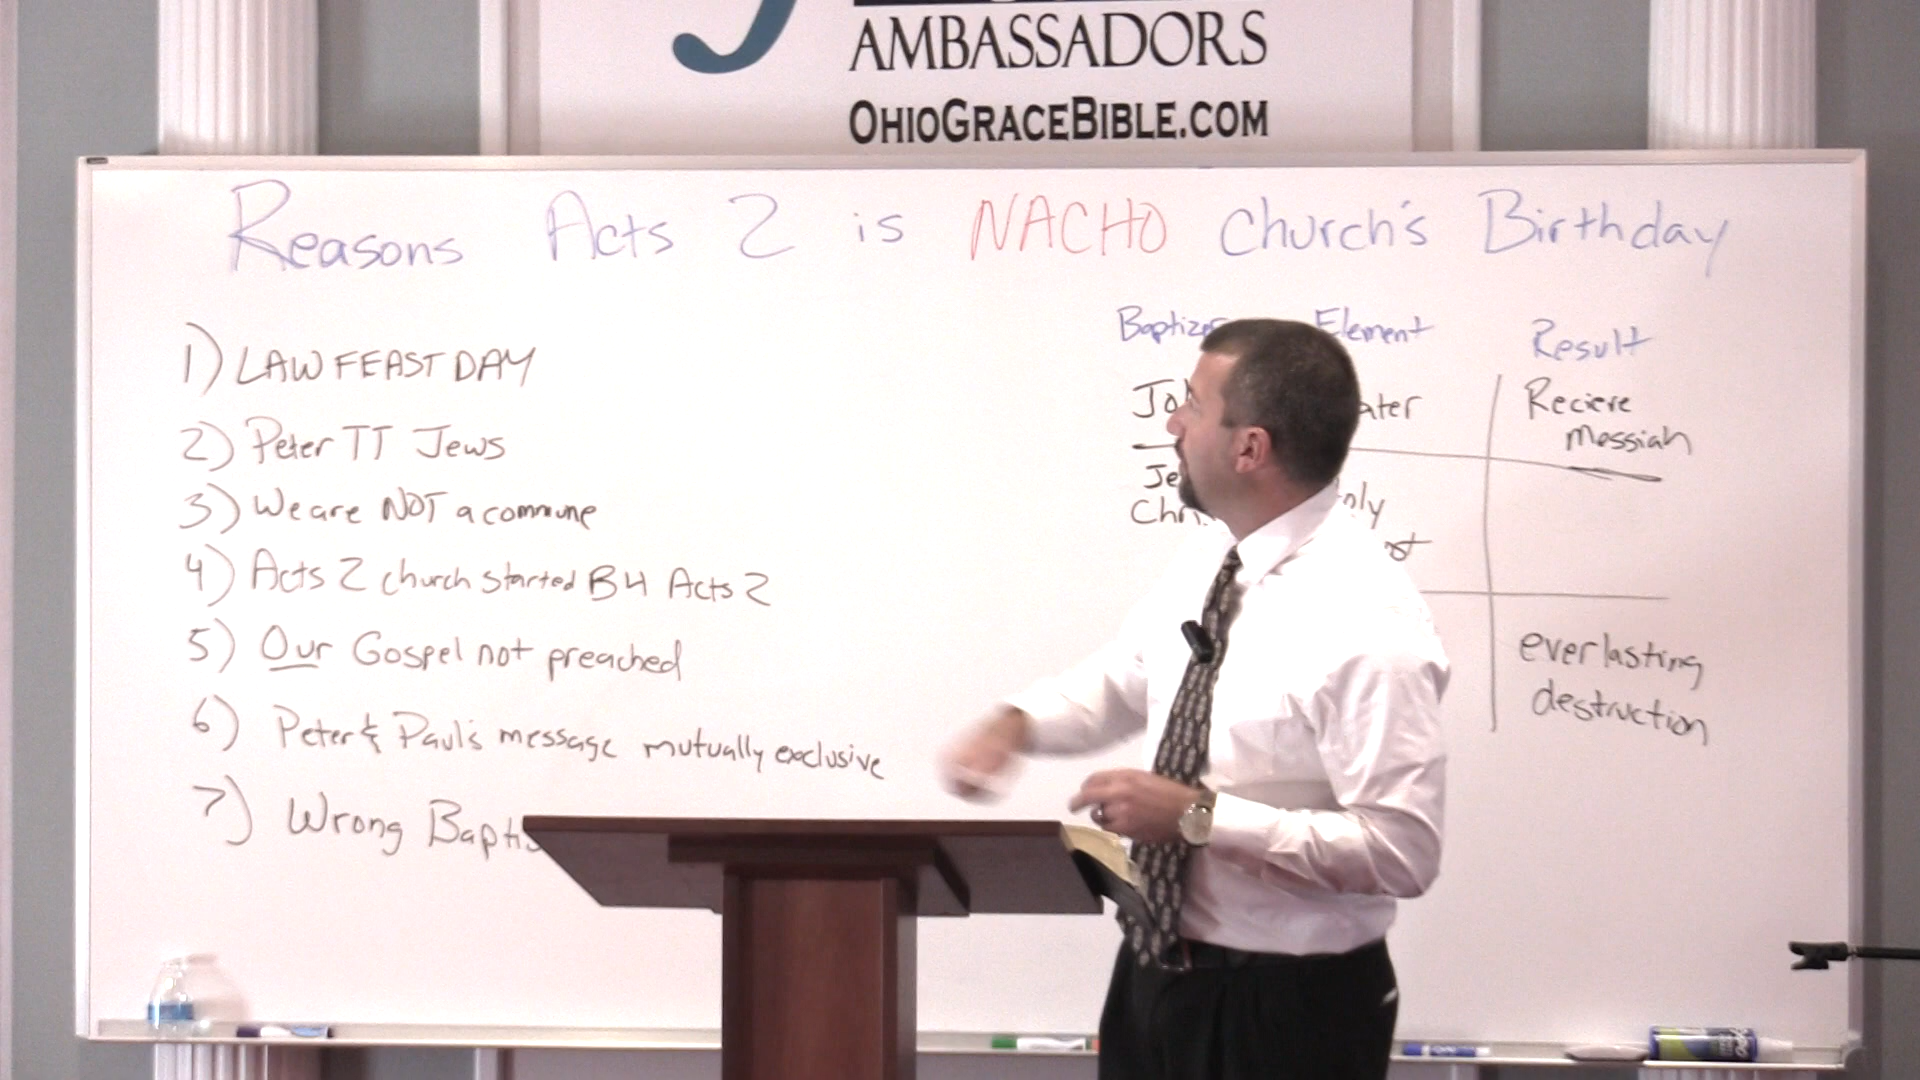 AMBASSADORS
OHIOGRACEBIBLE.COM
Reasons Acts 2 is NACHO Church's Birthday
1) LAW FEAST DAY
2) Peter TT Jews
3) We are NOT a commune
4) Acts 2 church started B4 Acts 2
5) Our Gospel not preached
6) Peter & Paul's message mutually exclusive
7) Wrong
Element Result
Reciere
Messiah
everlasting
destruction
EXPO